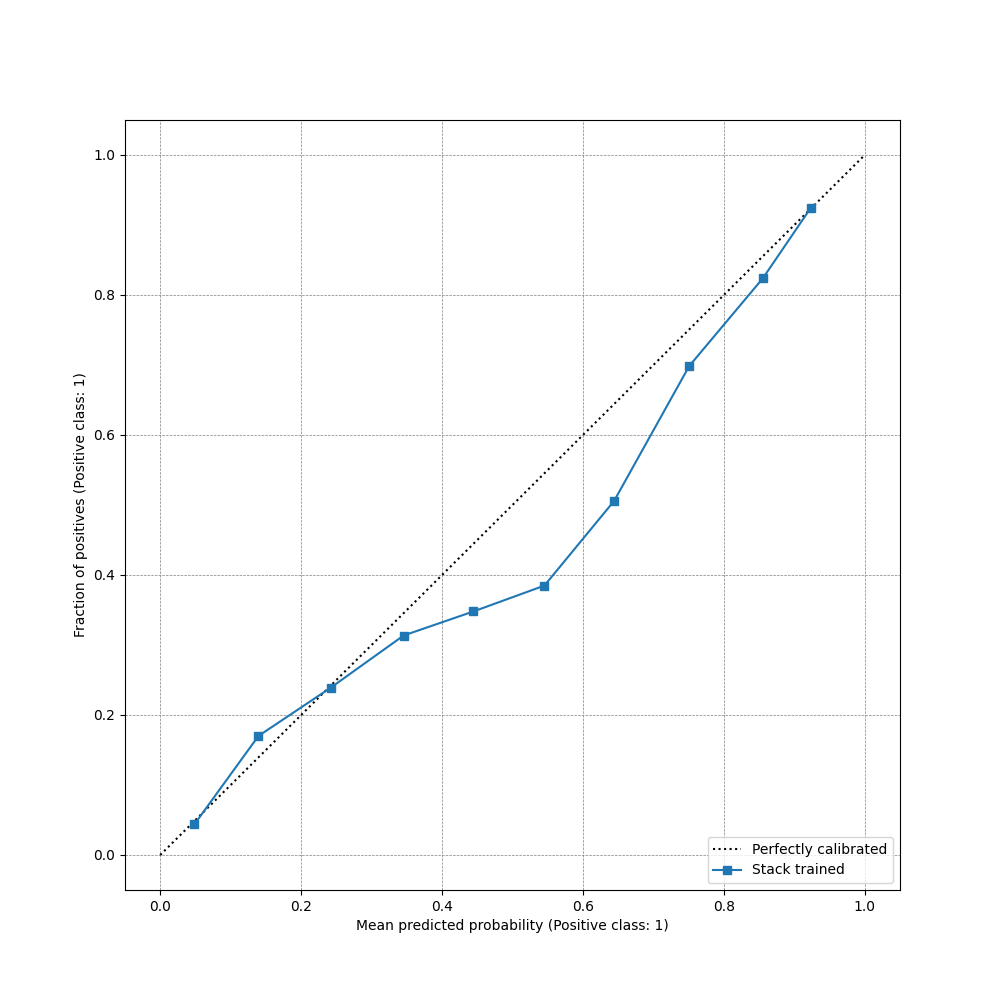 1.0
0.8
0.6
0.4
0.2
0.0
Fraction of positives (Positive class: 1)
0.0 0.2 0.4 0.6 0.8 1.0
Mean predicted probability (Positive class: 1)
Perfectly calibrated
Stack trained